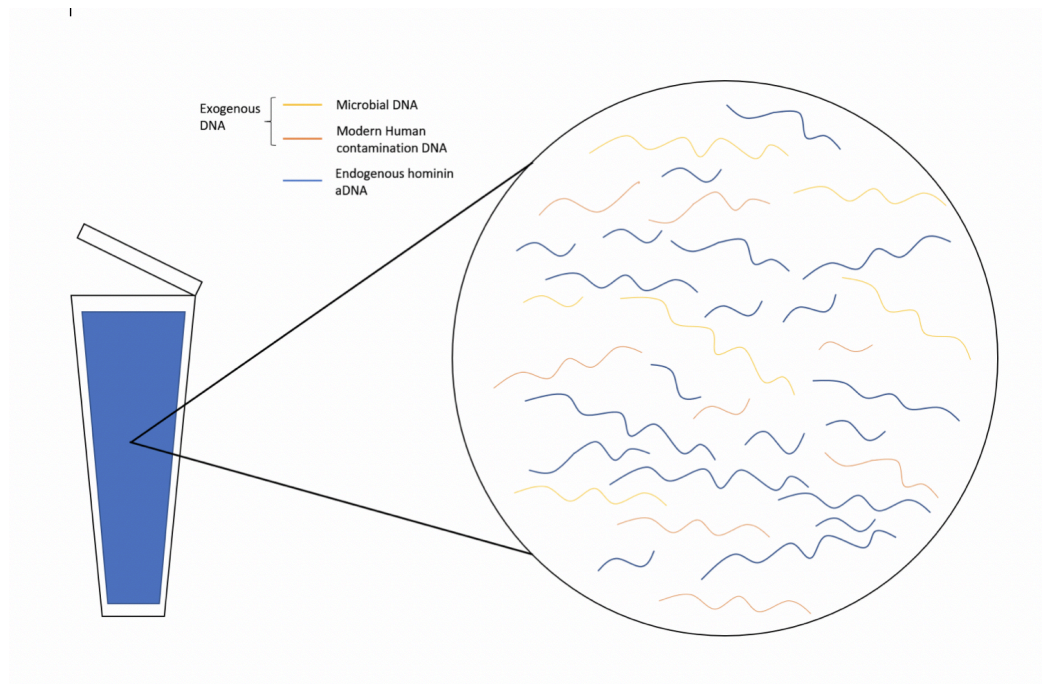 Exogenous
DNA
Microbial DNA
Modern Human
contamination DNA
Endogenous hominin
aDNA